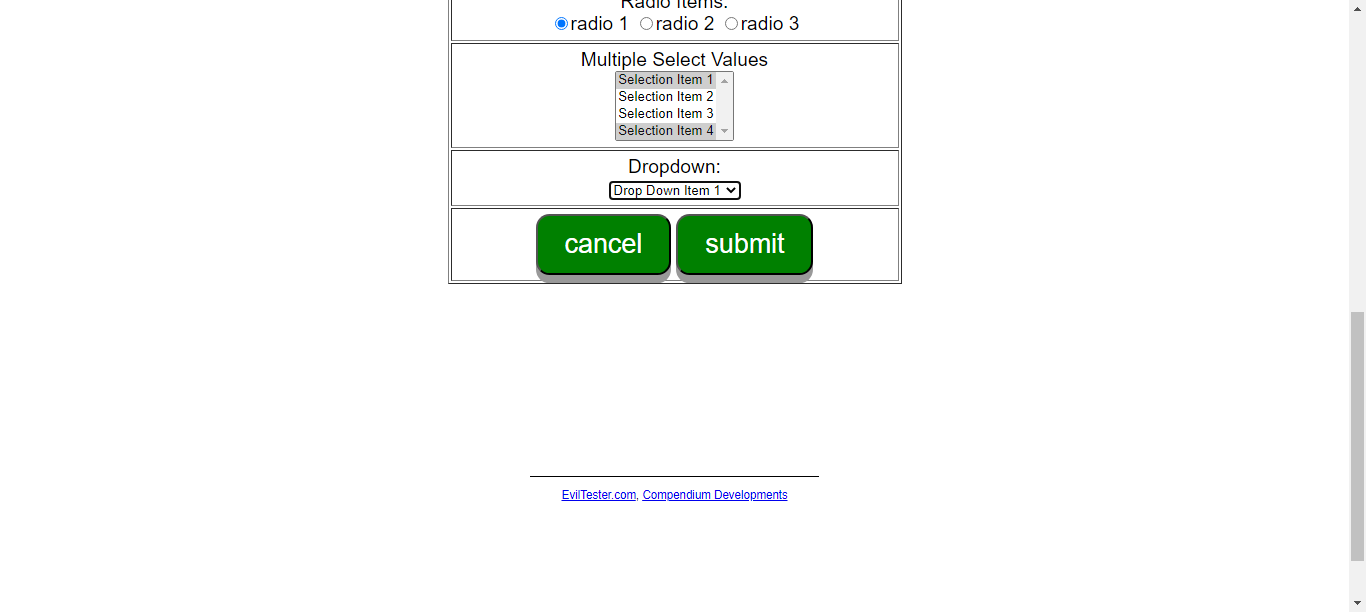 Radio Items:
radio 1 radio 2 radio 3
Multiple Select Values
Selection Item 1
Selection Item 2
Selection Item 3
Selection Item 4
Dropdown:
Drop Down Item 1
cancel submit
EvilTester.com, Compendium Developments